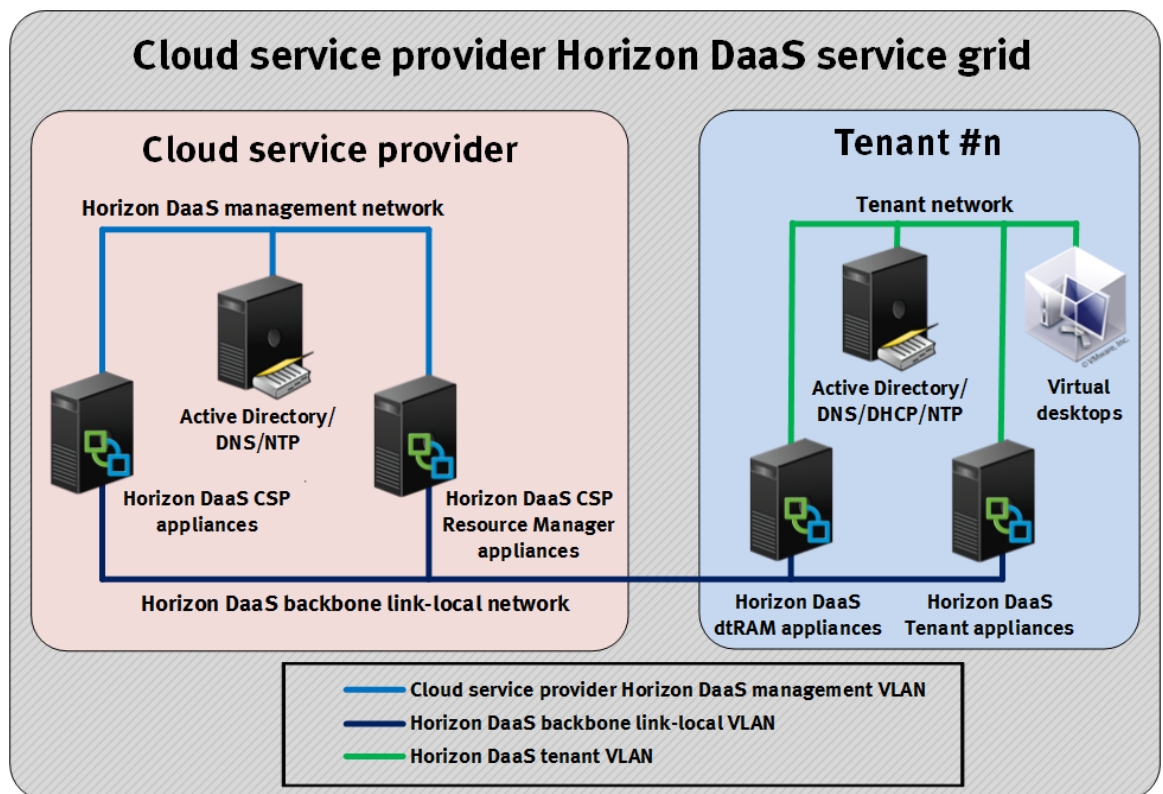 Cloud service provider Horizon DaaS service grid
Cloud service provider
Horizon DaaS management network
Active Directory/
DNS/NTP
Horizon DaaS CSP
appliances
Horizon DaaS CSP
Resource Manager
appliances
Horizon DaaS backbone link-local network
Tenant #n
Tenant network
Active Directory/
DNS/DHCP/NTP
©VMware, Inc.
Virtual
desktops
Horizon DaaS
dtRAM appliances
Horizon DaaS
Tenant appliances
Cloud service provider Horizon DaaS management VLAN
Horizon DaaS backbone link-local VLAN
Horizon DaaS tenant VLAN